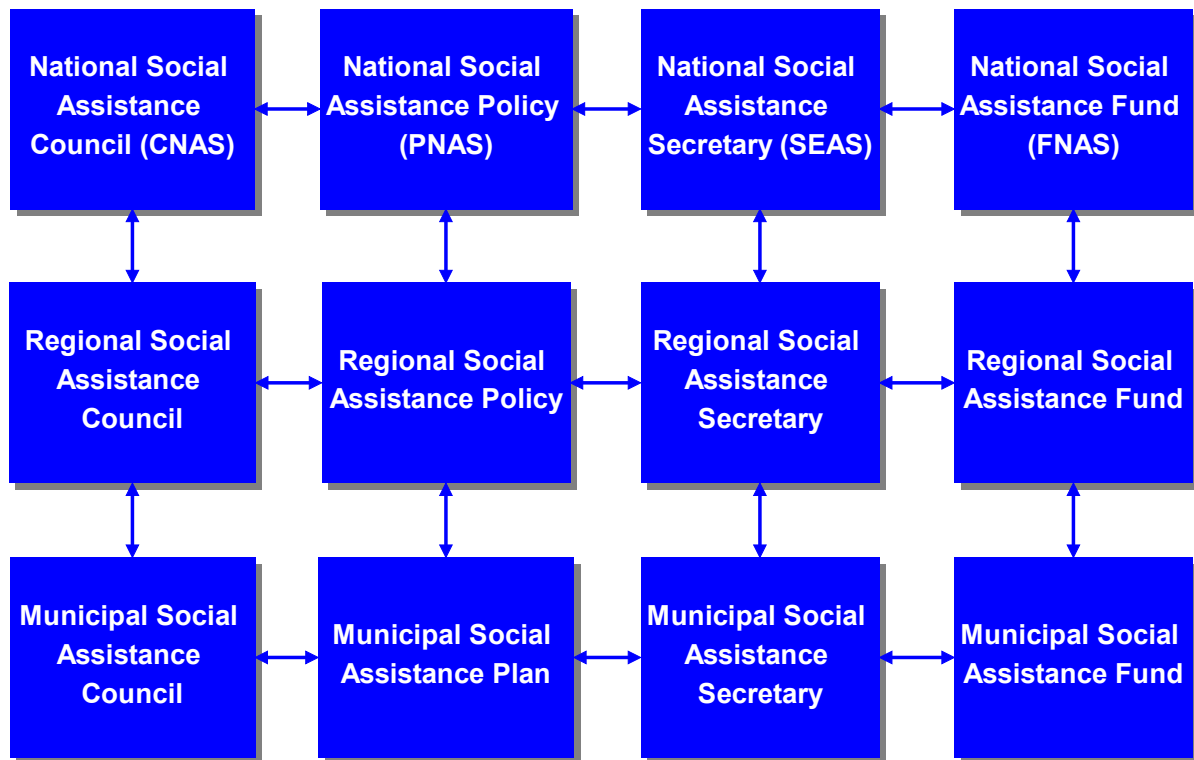 National Social
Assistance
Council (CNAS)
National Social
Assistance Policy
(PNAS)
National Social
Assistance
Secretary (SEAS)
National Social
Assistance Fund
(FNAS)
Regional Social
Assistance
Council
Regional Social
Assistance Policy
Regional Social
Assistance
Secretary
Regional Social
Assistance Fund
Municipal Social
Assistance
Council
Municipal Social
Assistance Plan
Municipal Social
Assistance
Secretary
Municipal Social
Assistance Fund